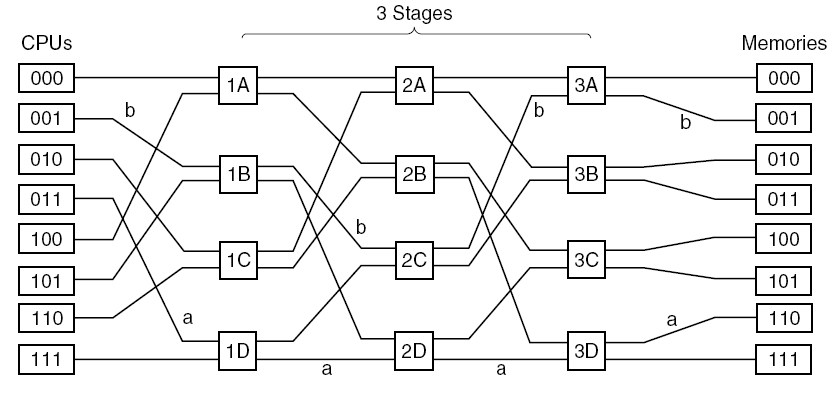 3 Stages
CPUs Memories
000 1A 2A 3A 000
001 b b b 001
010 1B 2B 3B 010
011 011
100 b 100
101 1C 2C 3C 101
110 a a 110
111 1D 2D 3D 111
a a